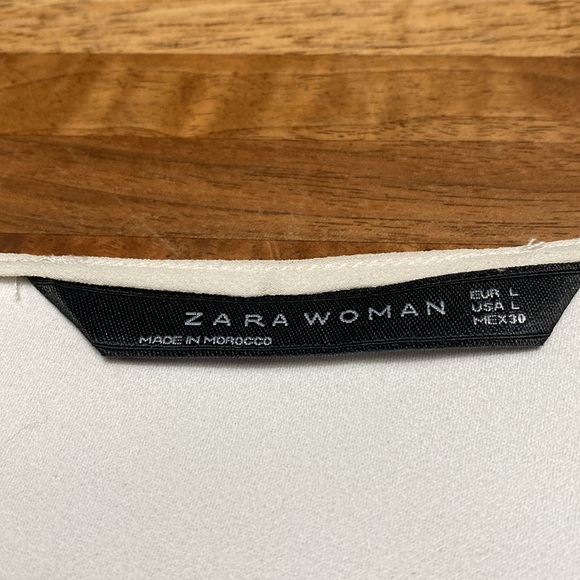 ZARA WOMAN
MADE IN MOROCCO
EUR L
USA L
MEX 30